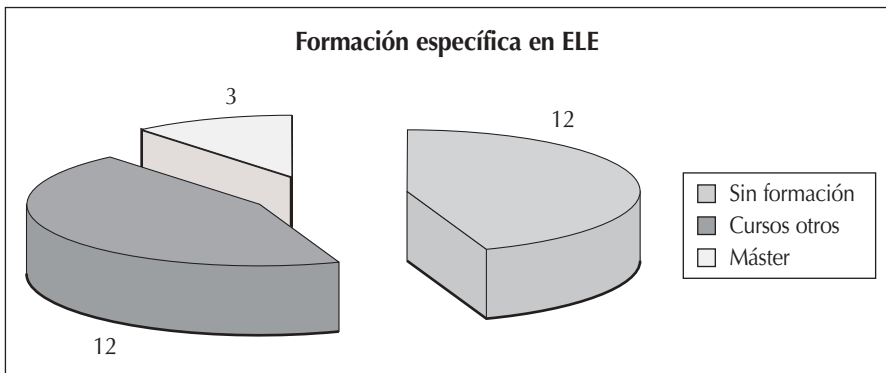 Formación específica en ELE
3
12
Sin formación
Cursos otros
Máster
12